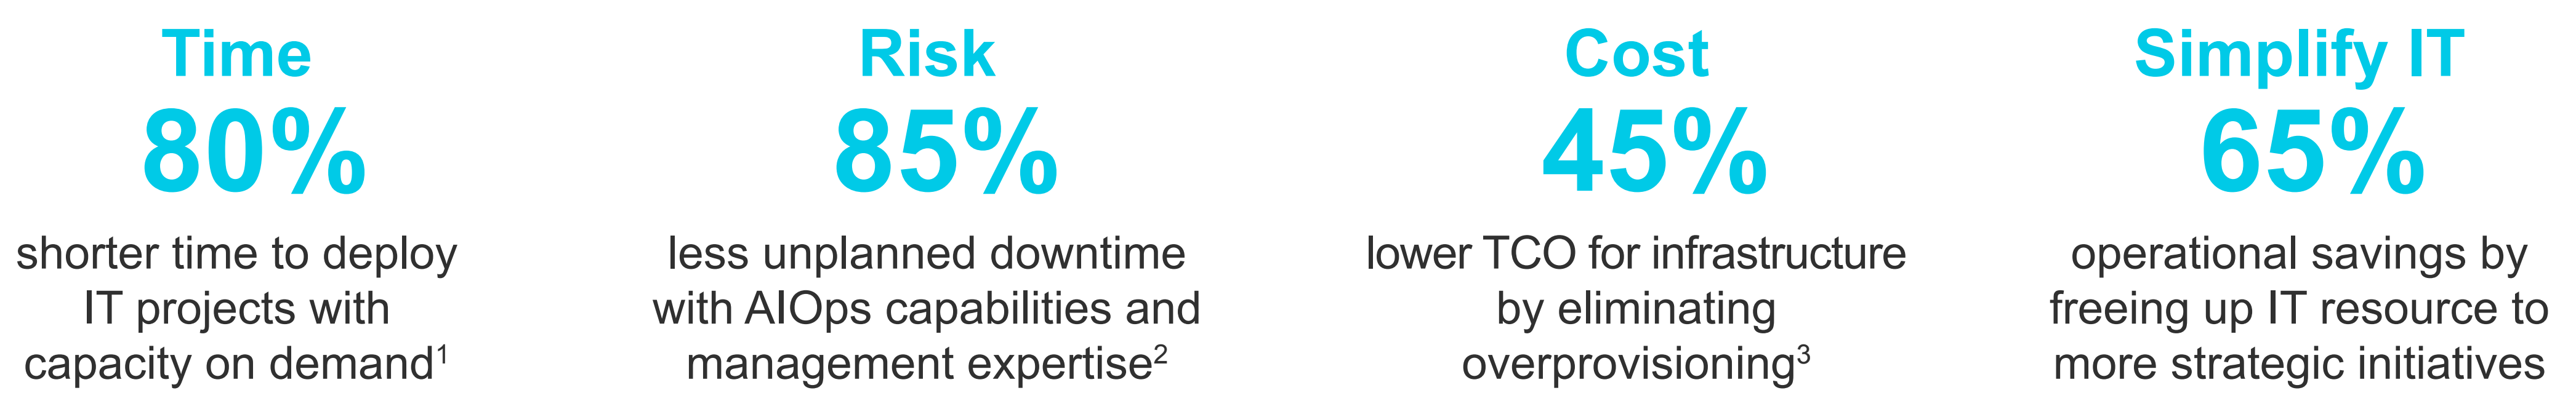 Time
80%
shorter time to deploy
IT projects with
capacity on demand¹
Risk
85%
less unplanned downtime
with AIOps capabilities and
management expertise²
Cost
45%
lower TCO for infrastructure
by eliminating
overprovisioning³
Simplify IT
65%
operational savings by
freeing up IT resource to
more strategic initiatives